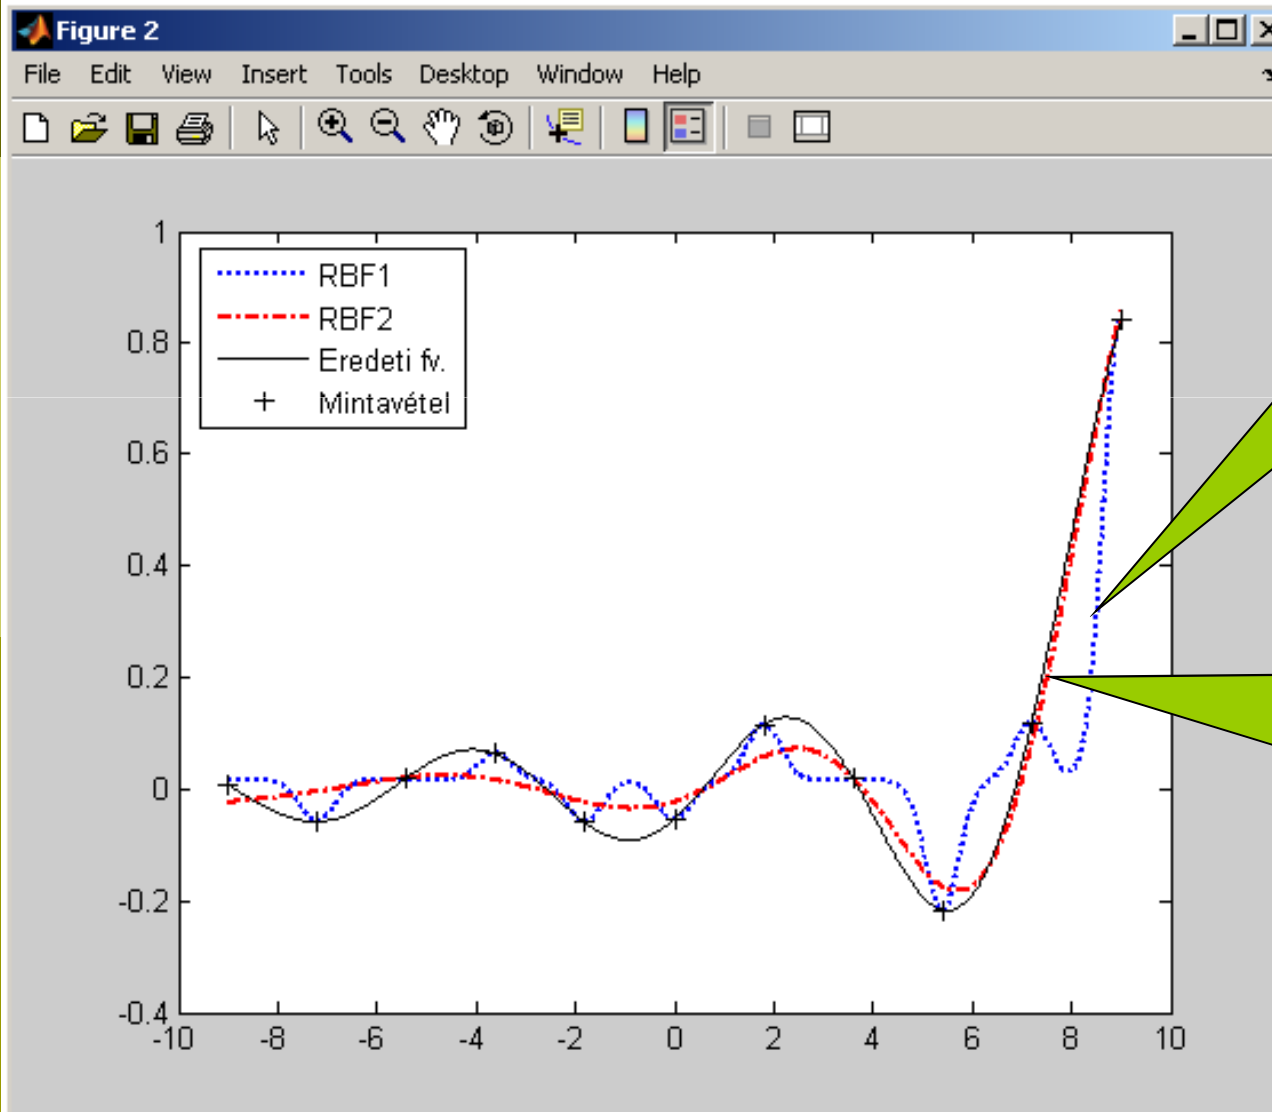 Figure 2
File Edit View Insert Tools Desktop Window Help
1
0.8
0.6
0.4
0.2
0
-0.2
-0.4
RBF1
RBF2
Eredeti fv.
Mintavétel
-10 -8 -6 -4 -2 0 2 4 6 8 10